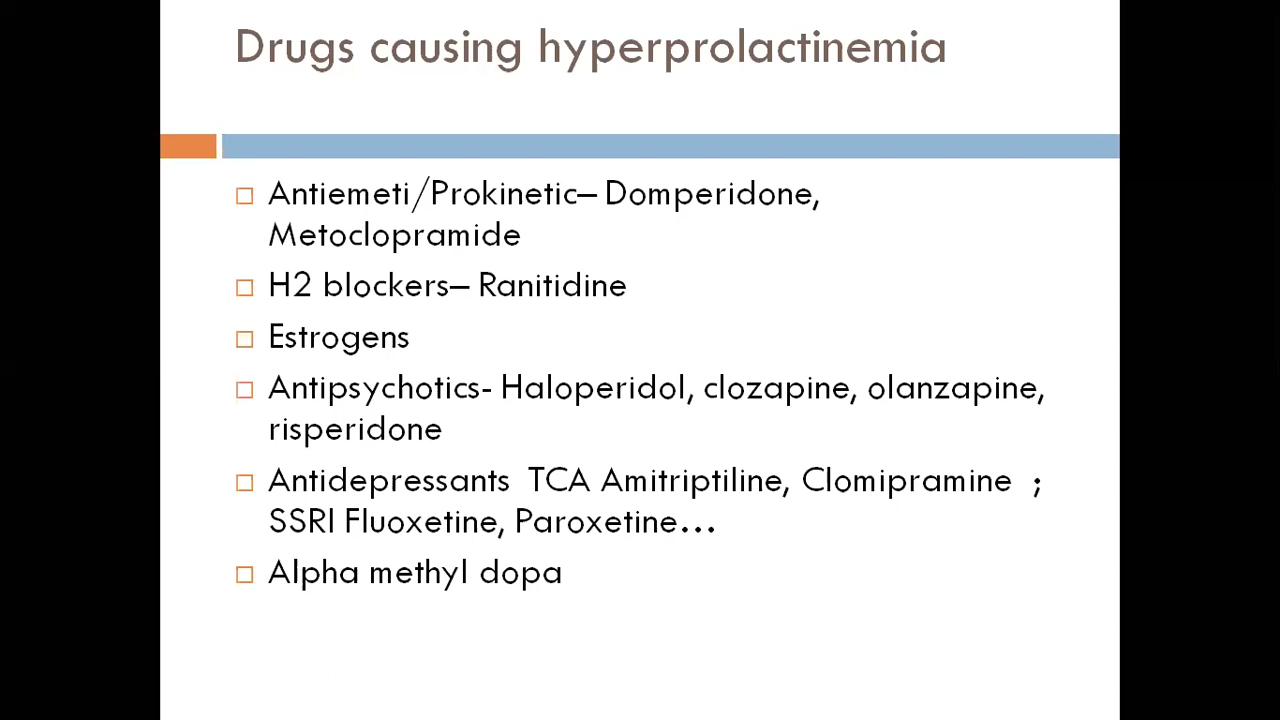 Drugs causing hyperprolactinemia
Antiemeti/Prokinetic– Domperidone,
Metoclopramide
H2 blockers– Ranitidine
Estrogens
Antipsychotics- Haloperidol, clozapine, olanzapine,
risperidone
Antidepressants  TCA Amitriptiline, Clomipramine  ;
SSRI Fluoxetine, Paroxetine...
Alpha methyl dopa